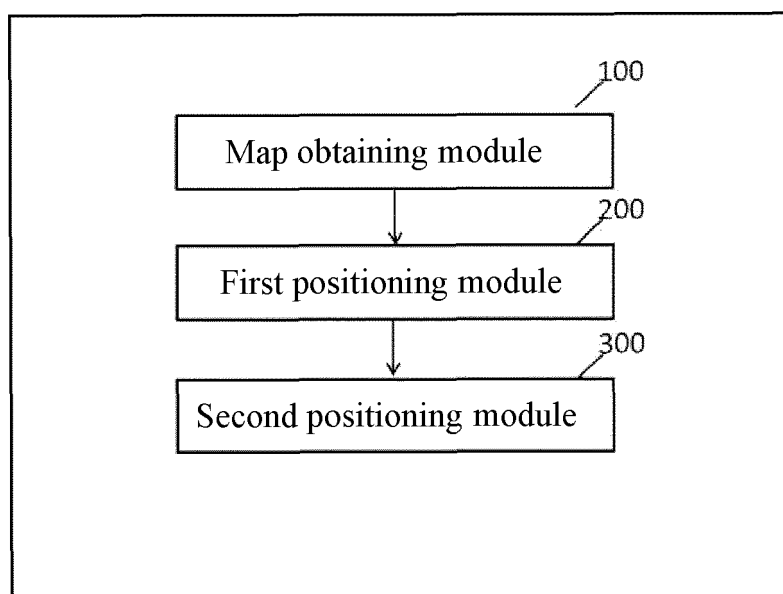 100
Map obtaining module
200
First positioning module
300
Second positioning module